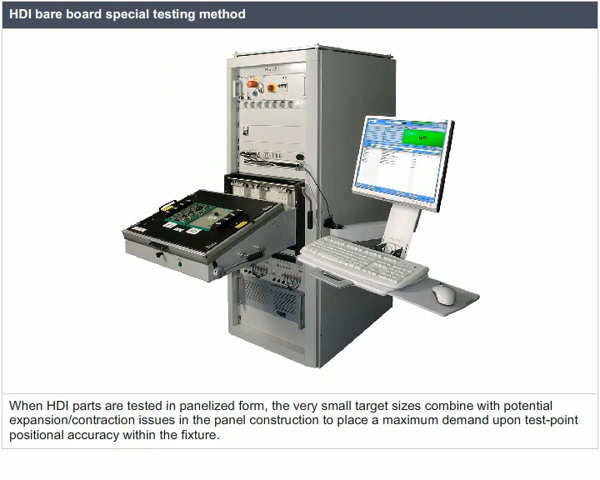 HDI bare board special testing method
When HDI parts are tested in panelized form, the very small target sizes combine with potential
expansion/contraction issues in the panel construction to place a maximum demand upon test-point
positional accuracy within the fixture.